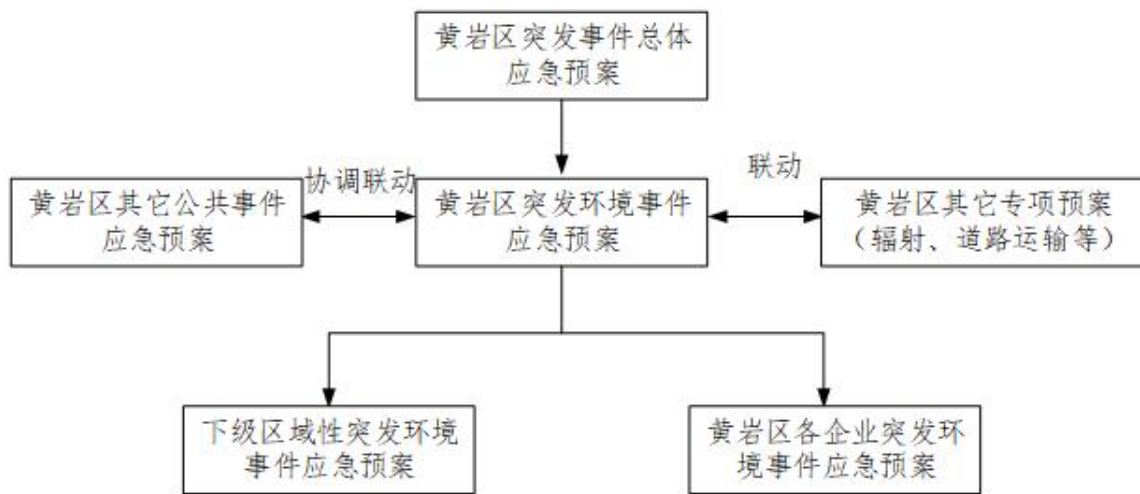 黄岩区突发事件总体
应急预案
协调联动
联动
黄岩区其它公共事件
应急预案
黄岩区突发环境事件
应急预案
黄岩区其它专项预案
（辐射、道路运输等）
下级区域性突发环境
事件应急预案
黄岩区各企业突发环
境事件应急预案